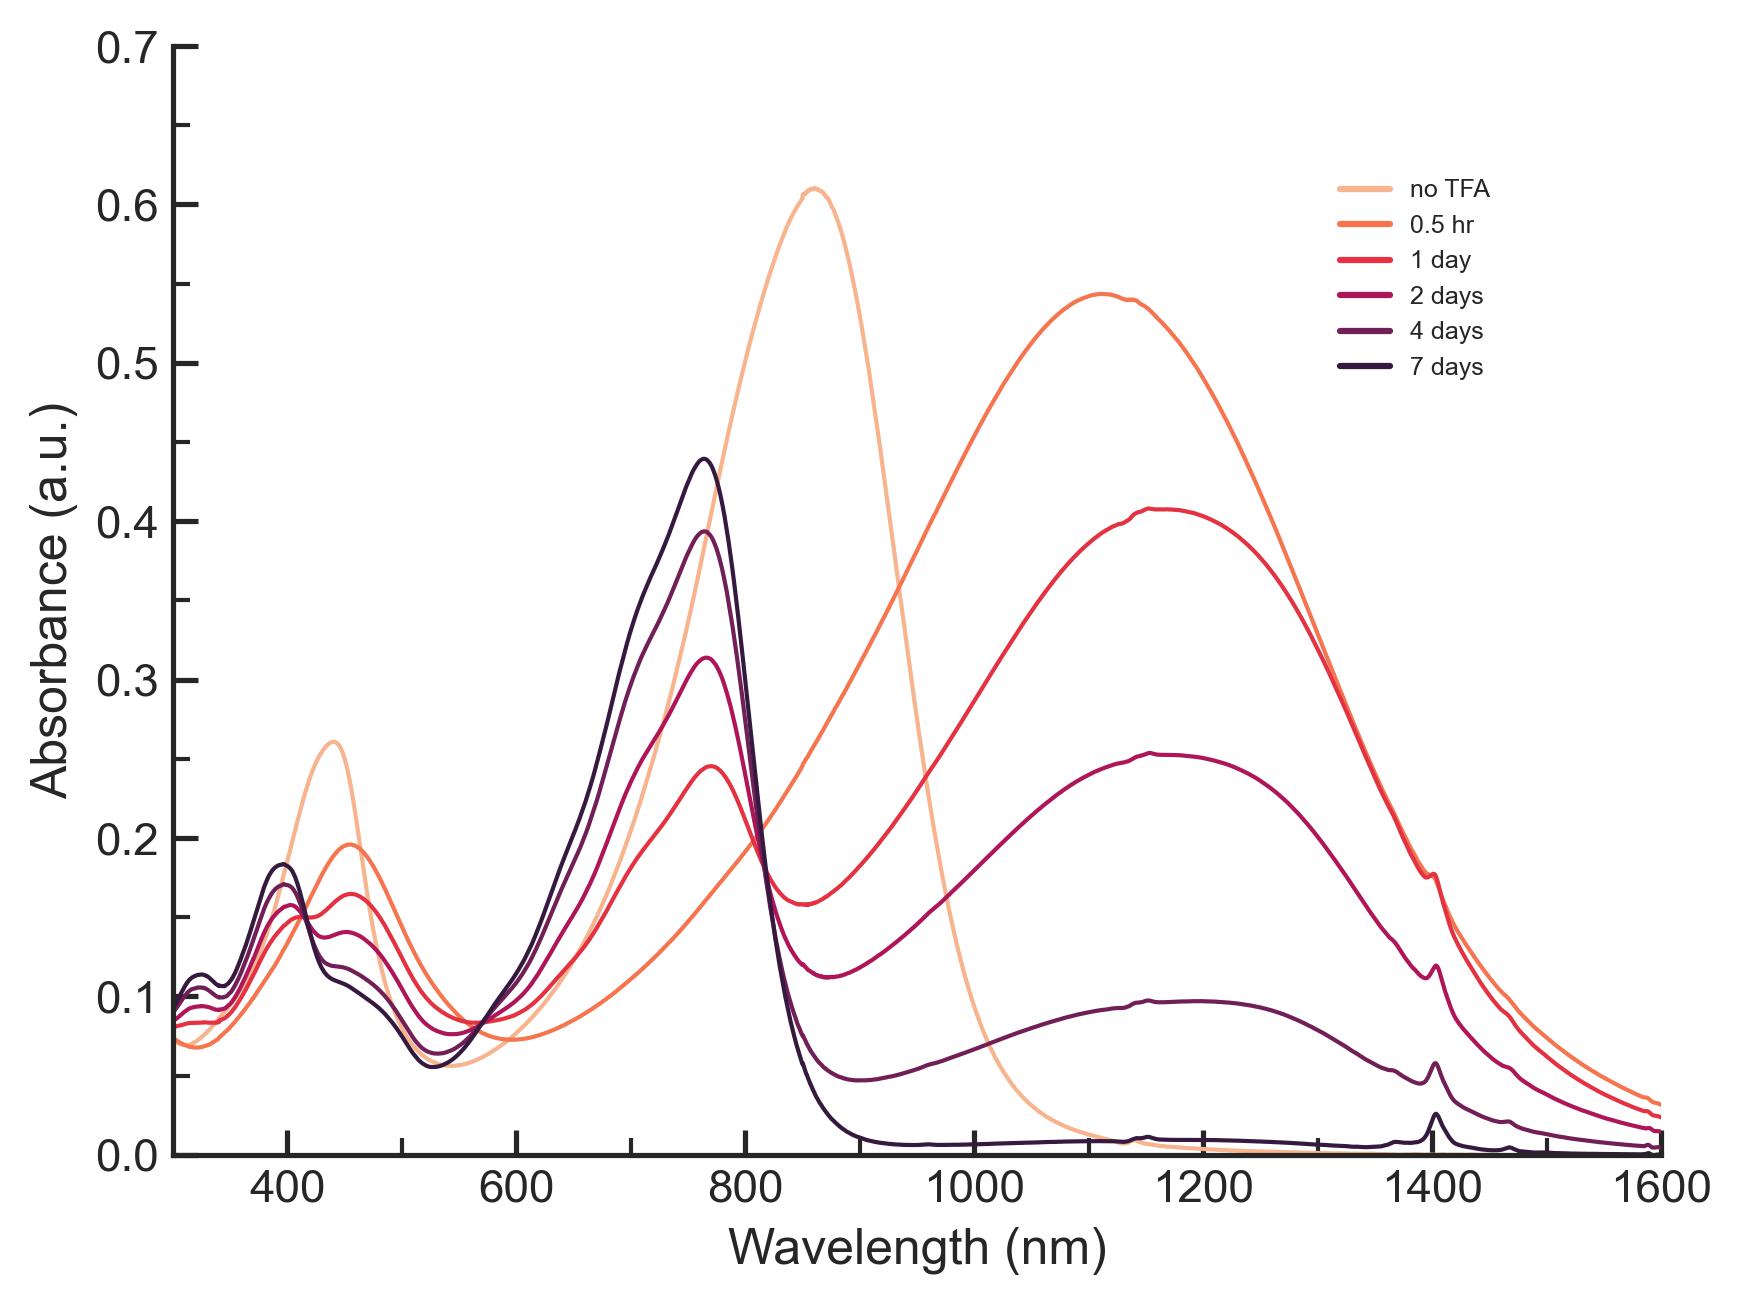 0.7
0.6
0.5
0.4
0.3
0.2
0.1
0.0
Absorbance (a.u.)
no TFA
0.5 hr
1 day
2 days
4 days
7 days
400 600 800 1000 1200 1400 1600
Wavelength (nm)